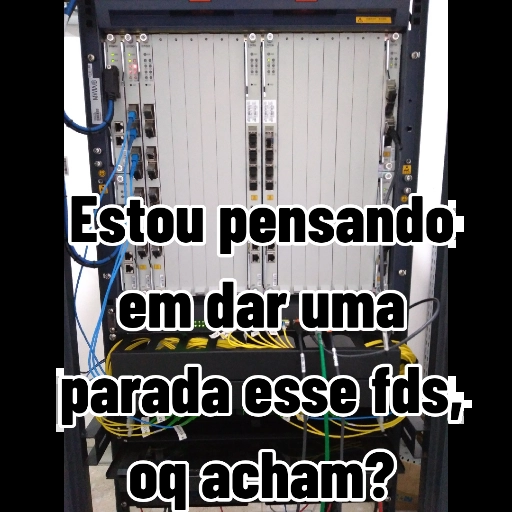 Estou pensando
em dar uma
parada esse fds,
oq acham?